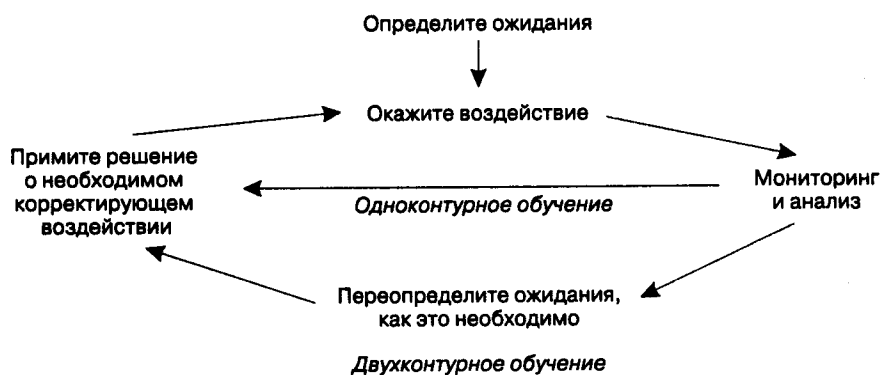 Определите ожидания
Окажите воздействие
Примите решение
о необходимом
корректирующем
воздействии
Мониторинг
и анализ
Одноконтурное обучение
Переопределите ожидания,
как это необходимо
Двухконтурное обучение